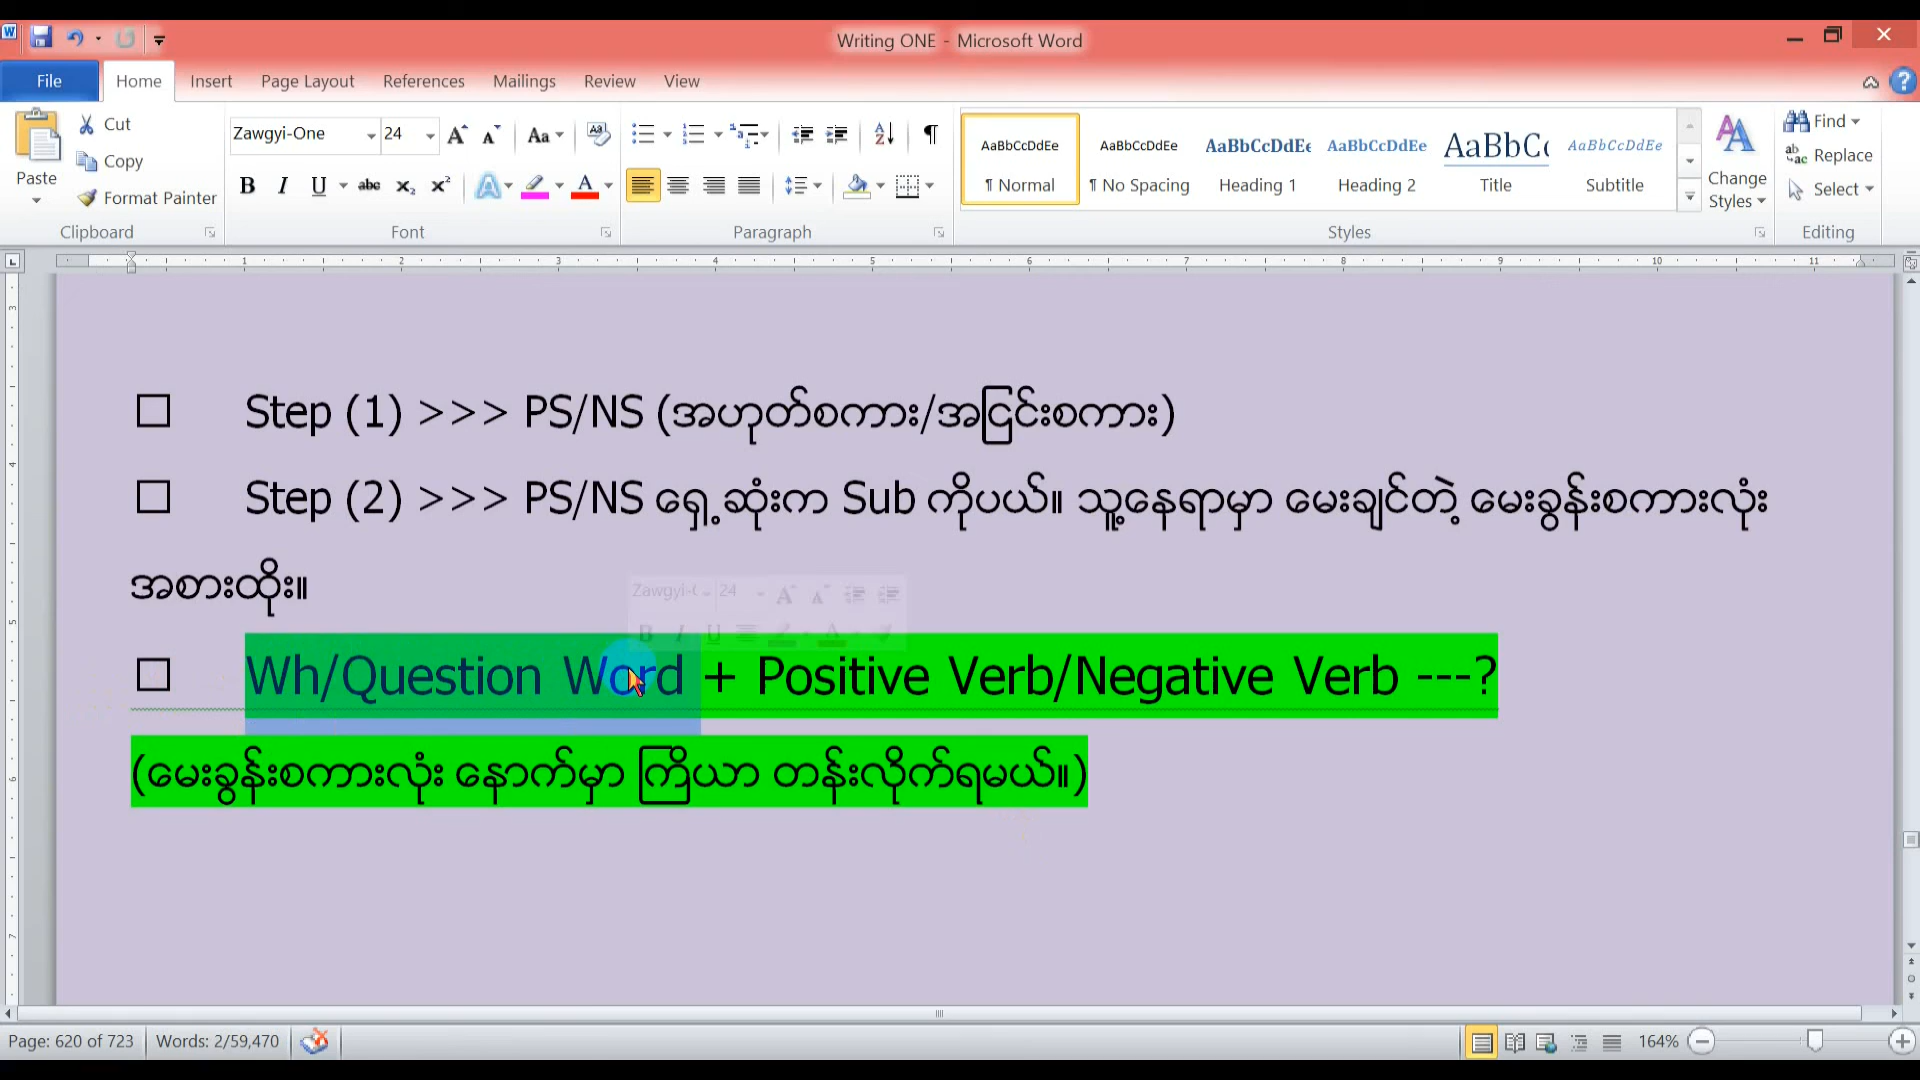 Writing ONE - Microsoft Word
File Home Insert Page Layout References Mailings Review View
Paste Cut Copy Format Painter Clipboard
Zawgyi-One 24 Font
Paragraph
AaBbCcDdEe AaBbCcDdEe AaBbCcDdEe AaBbCcDdEe AaBbCc AaBbCcDdEe
¶ Normal ¶ No Spacing Heading 1 Heading 2 Title Subtitle
Change Styles Styles
Find Replace Select Editing
Step (1) >>> PS/NS (အဟုတ်စကား/အငြင်းစကား)
Step (2) >>> PS/NS ရှေ့ဆုံးက Sub ကိုပယ်။ သူ့နေရာမှာ မေးချင်တဲ့ မေးခွန်းစကားလုံး
အစားထိုး။
Wh/Question Word + Positive Verb/Negative Verb ---?
(မေးခွန်းစကားလုံး နောက်မှာ ကြိယာ တန်းလိုက်ရမယ်။)
Page: 620 of 723 Words: 2/59,470 164%